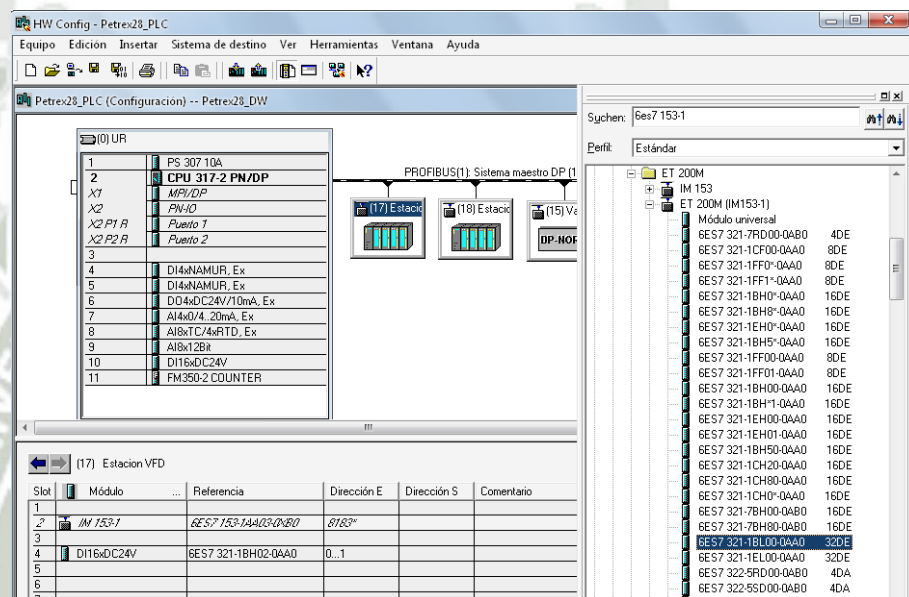 HW Config - Petrex28_PLC
Equipo Edición Insertar Sistema de destino Ver Herramientas Ventana Ayuda
Petrex28_PLC (Configuración) -- Petrex28_DW
(0) UR
1 PS 307 10A
2 CPU 317-2 PN/DP
X1 MPI/DP
X2 PN-IO
X2 P1 R Puerto 1
X2 P2 R Puerto 2
3
4 DI4xNAMUR, Ex
5 DI4xNAMUR, Ex
6 DO4xDC24V/10mA, Ex
7 AI4x0/4..20mA, Ex
8 AI8xTC/4xRTD, Ex
9 AI8x12Bit
10 DI16xDC24V
11 FM350-2 COUNTER
PROFIBUS(1): Sistema maestro DP (1
(17) Estacio
(18) Estacio
(15) Va
DP-NOR
(17) Estacion VFD
Slot Módulo ... Referencia Dirección E Dirección S Comentario
1
2 IM 153-1 6ES7 153-1AA03-0XB0 8183*
3
4 DI16xDC24V 6ES7 321-1BH02-0AA0 0...1
5
6
Suchen: 6es7 153-1
Perfil: Estándar
ET 200M
IM 153
ET 200M (IM153-1)
Módulo universal
6ES7 321-7RD00-0AB0 4DE
6ES7 321-1CF00-0AA0 8DE
6ES7 321-1FF0*-0AA0 8DE
6ES7 321-1FF1*-0AA0 8DE
6ES7 321-1BH0*-0AA0 16DE
6ES7 321-1BH8*-0AA0 16DE
6ES7 321-1EH0*-0AA0 16DE
6ES7 321-1BH5*-0AA0 16DE
6ES7 321-1FF00-0AA0 8DE
6ES7 321-1FF01-0AA0 8DE
6ES7 321-1BH00-0AA0 16DE
6ES7 321-1BH*1-0AA0 16DE
6ES7 321-1EH00-0AA0 16DE
6ES7 321-1EH01-0AA0 16DE
6ES7 321-1BH50-0AA0 16DE
6ES7 321-1CH20-0AA0 16DE
6ES7 321-1CH80-0AA0 16DE
6ES7 321-1CH0*-0AA0 16DE
6ES7 321-7BH00-0AB0 16DE
6ES7 321-7BH80-0AB0 16DE
6ES7 321-1BL00-0AA0 32DE
6ES7 321-1EL00-0AA0 32DE
6ES7 322-5RD00-0AB0 4DA
6ES7 322-5SD00-0AB0 4DA